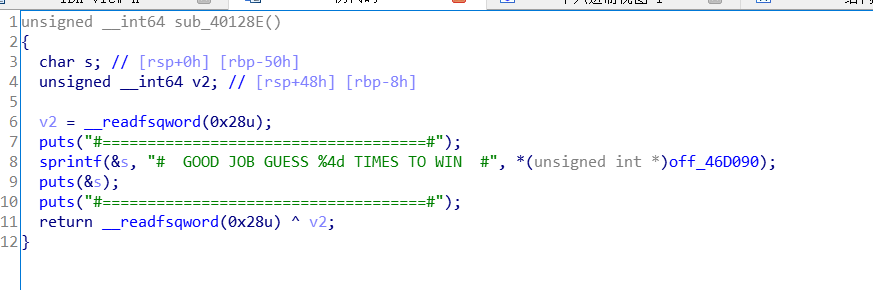 1 unsigned __int64 sub_40128E()
2 {
3   char s; // [rsp+0h] [rbp-50h]
4   unsigned __int64 v2; // [rsp+48h] [rbp-8h]
5
6   v2 = __readfsqword(0x28u);
7   puts("#===================================#");
8   sprintf(&s, "#  GOOD JOB GUESS %4d TIMES TO WIN  #", *(unsigned int *)off_46D090);
9   puts(&s);
10   puts("#===================================#");
11   return __readfsqword(0x28u) ^ v2;
12 }